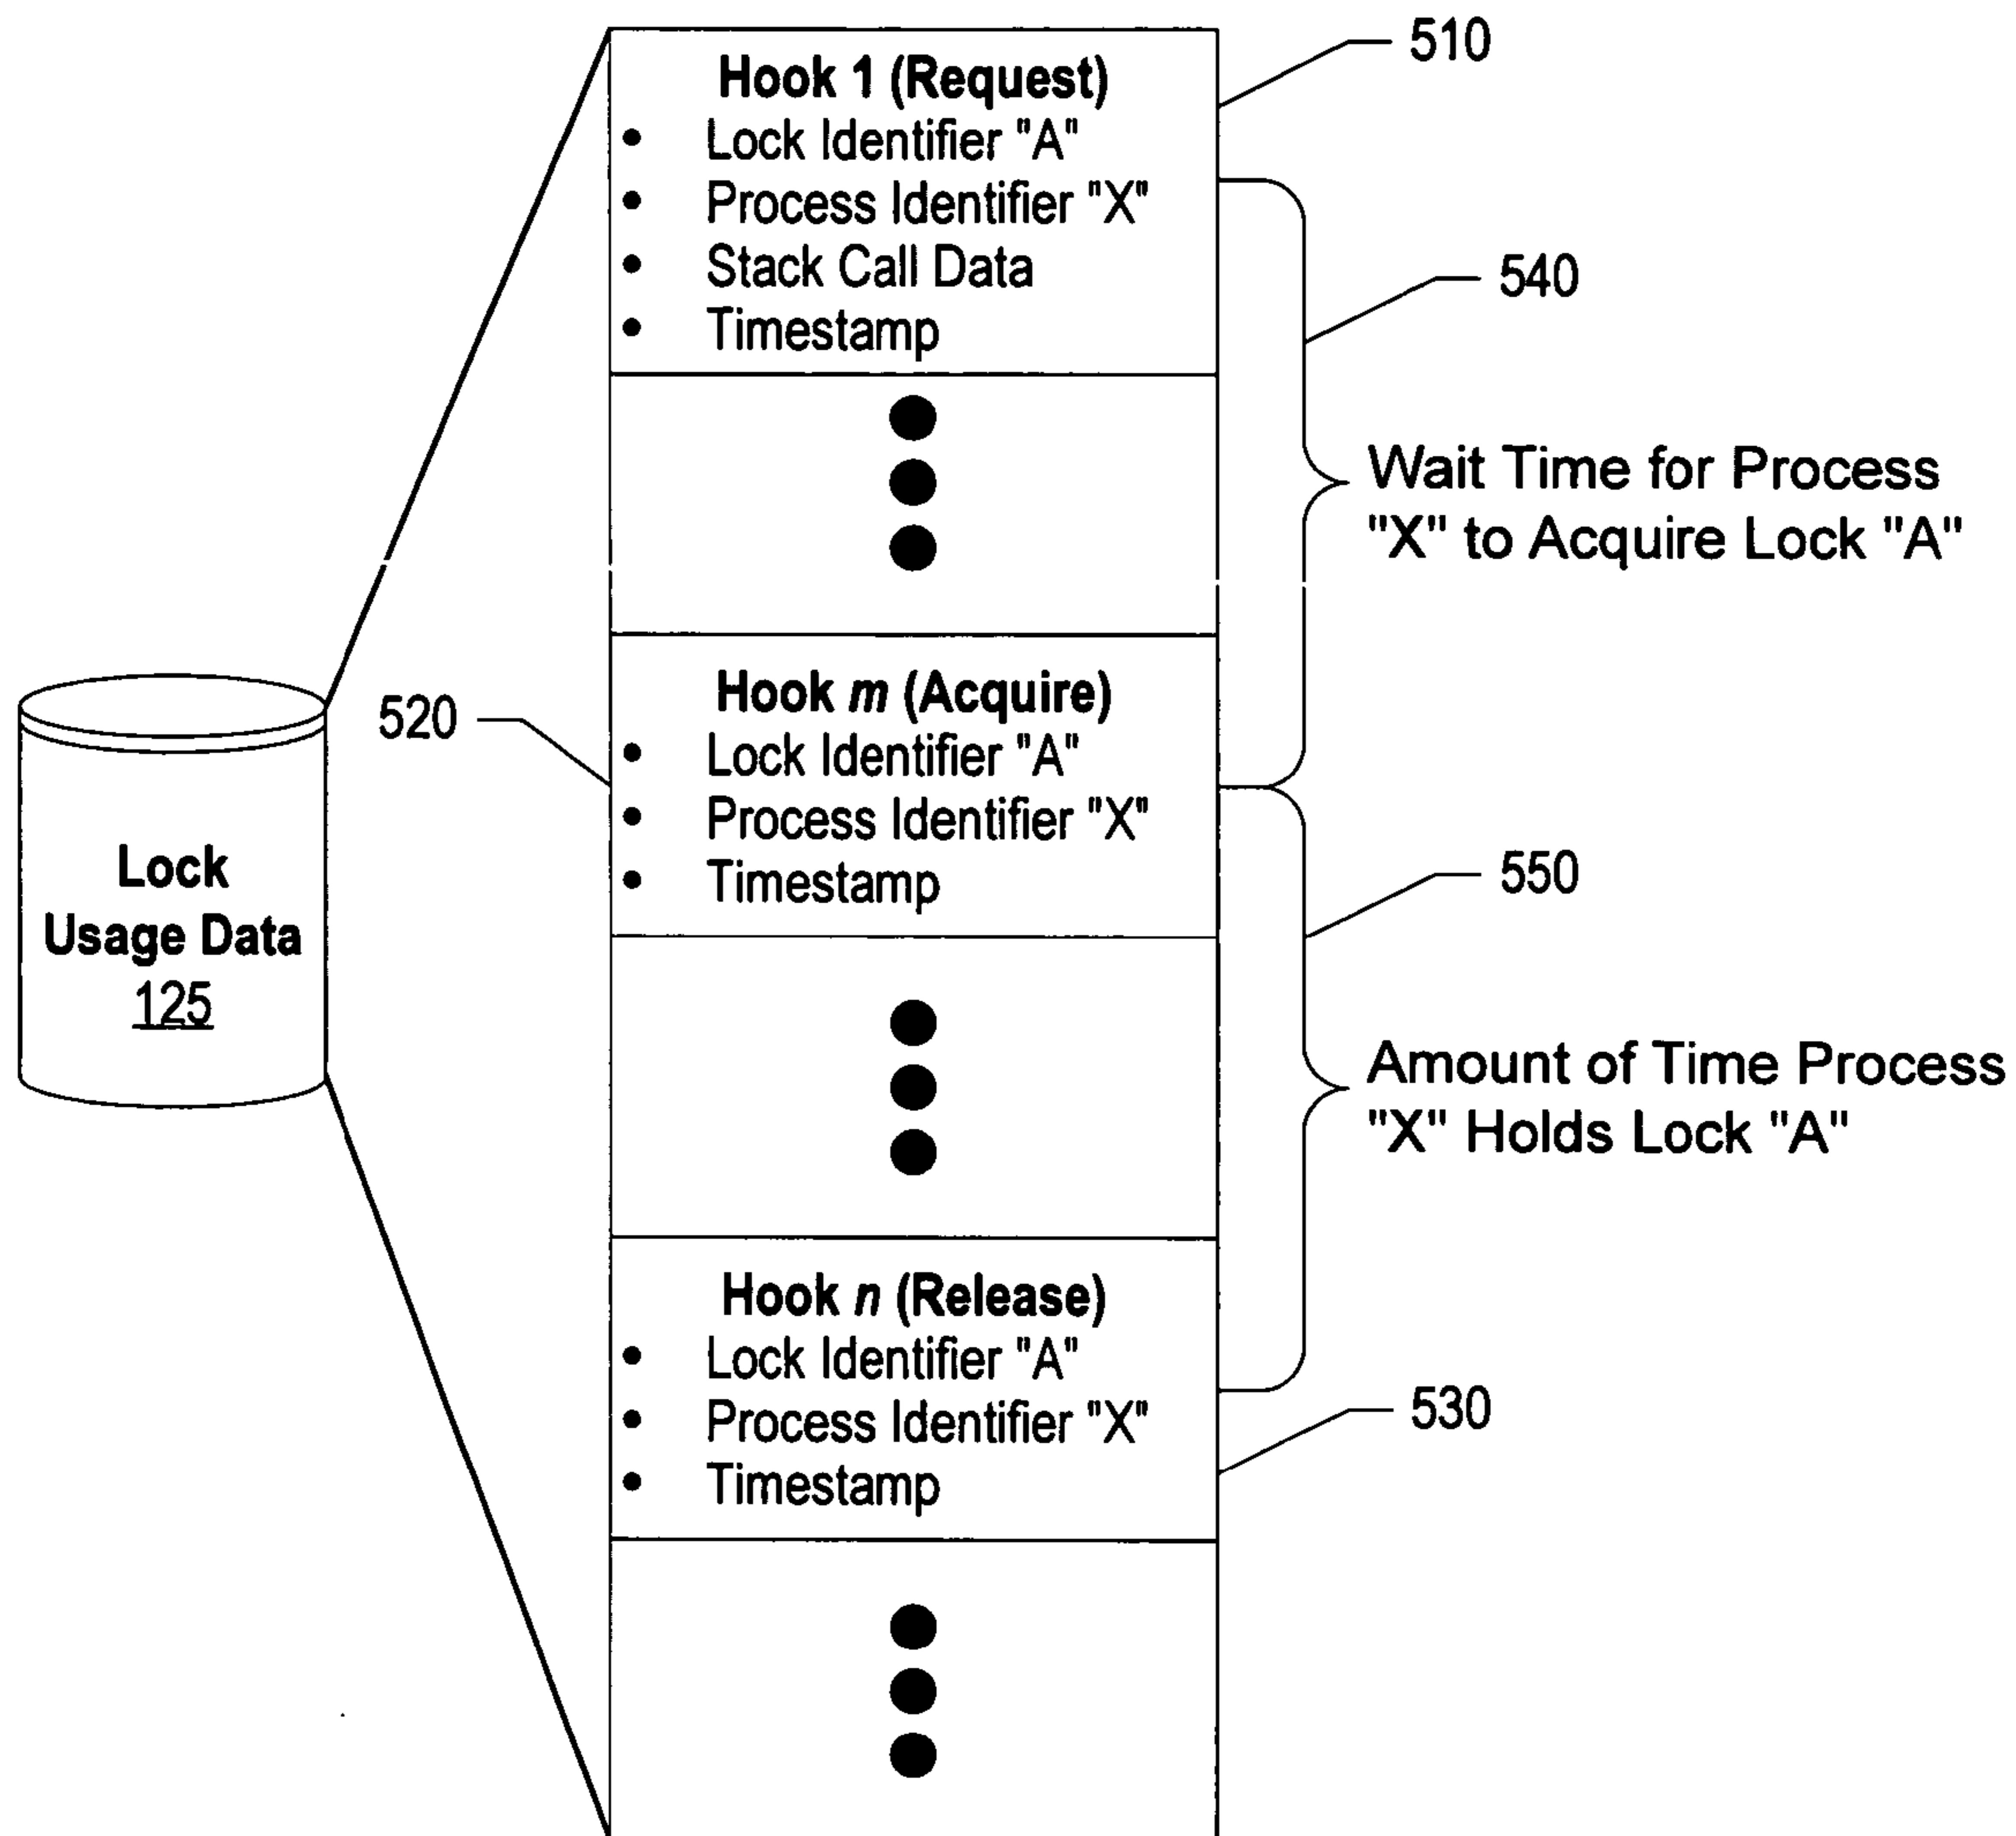 510
Hook 1 (Request)
• Lock Identifier "A"
• Process Identifier "X"
• Stack Call Data
• Timestamp
540
Wait Time for Process
"X" to Acquire Lock "A"
520
Hook m (Acquire)
• Lock Identifier "A"
• Process Identifier "X"
• Timestamp
Lock
Usage Data
125
550
Amount of Time Process
"X" Holds Lock "A"
Hook n (Release)
• Lock Identifier "A"
• Process Identifier "X"
• Timestamp
530